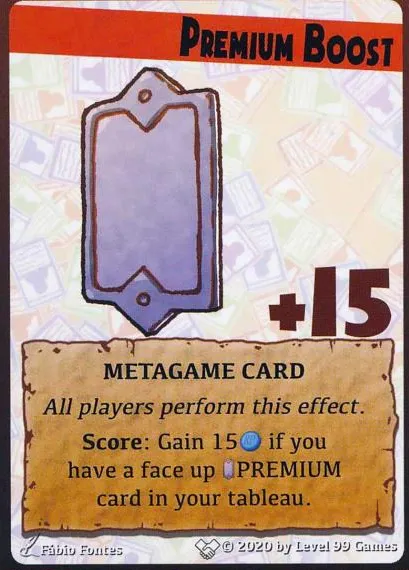 PREMIUM BOOST
+15
METAGAME CARD
All players perform this effect.
Score: Gain 15 if you
have a face up PREMIUM
card in your tableau.
Fábio Fontes
© 2020 by Level 99 Games